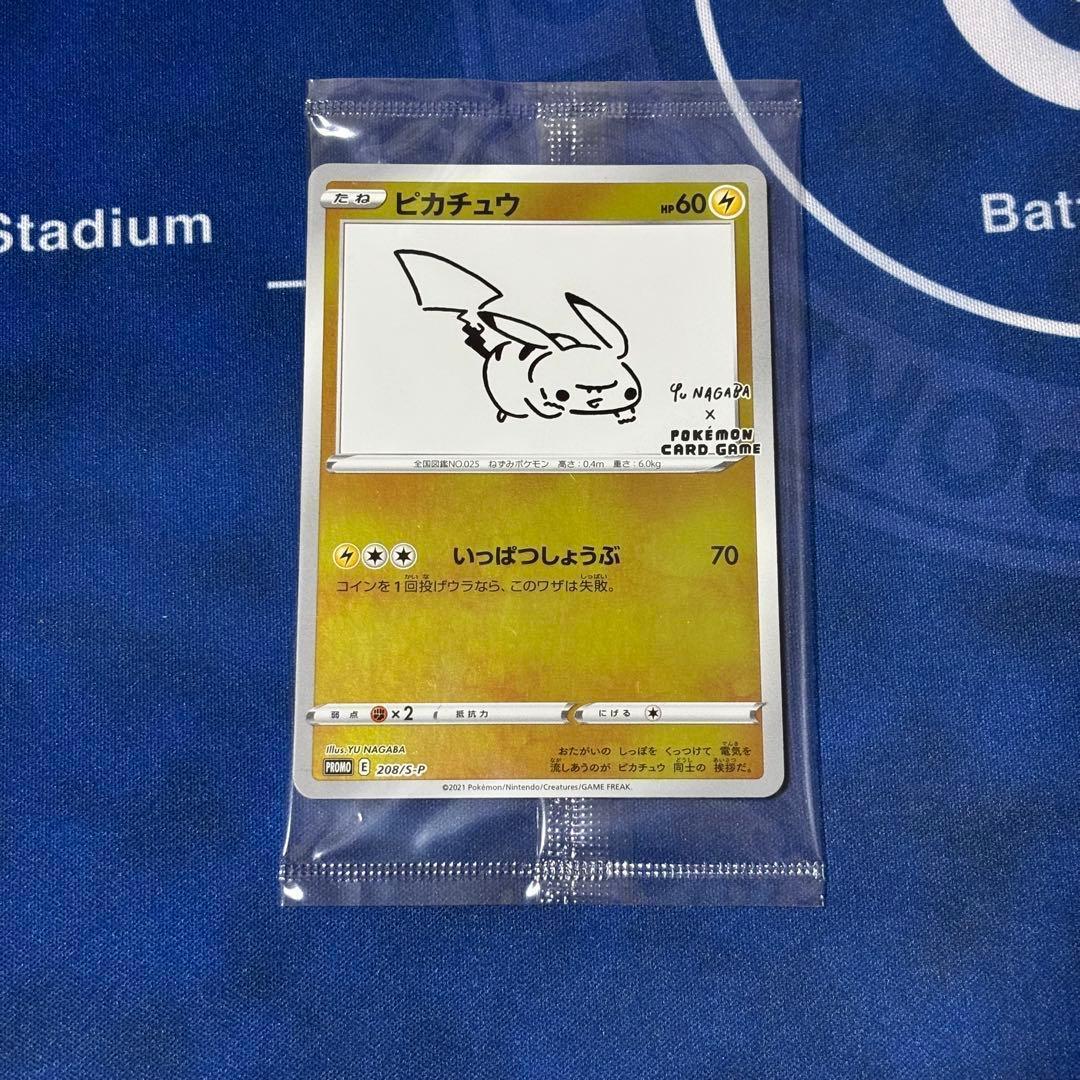 Stadium
Batt
たね ピカチュウ HP60
Yu NAGABA
×
POKÉMON
CARD GAME
全国図鑑NO.025 ねずみポケモン 高さ:0.4m 重さ:6.0kg
いっぱつしょうぶ 70
コインを1回投げウラなら、このワザは失敗。
弱点 ×2 抵抗力 にげる
Illus.YU NAGABA
PROMO E 208/S-P
おたがいの しっぽを くっつけて 電気を
流しあうのが ピカチュウ 同士の 挨拶だ。
©2021 Pokémon/Nintendo/Creatures/GAME FREAK.